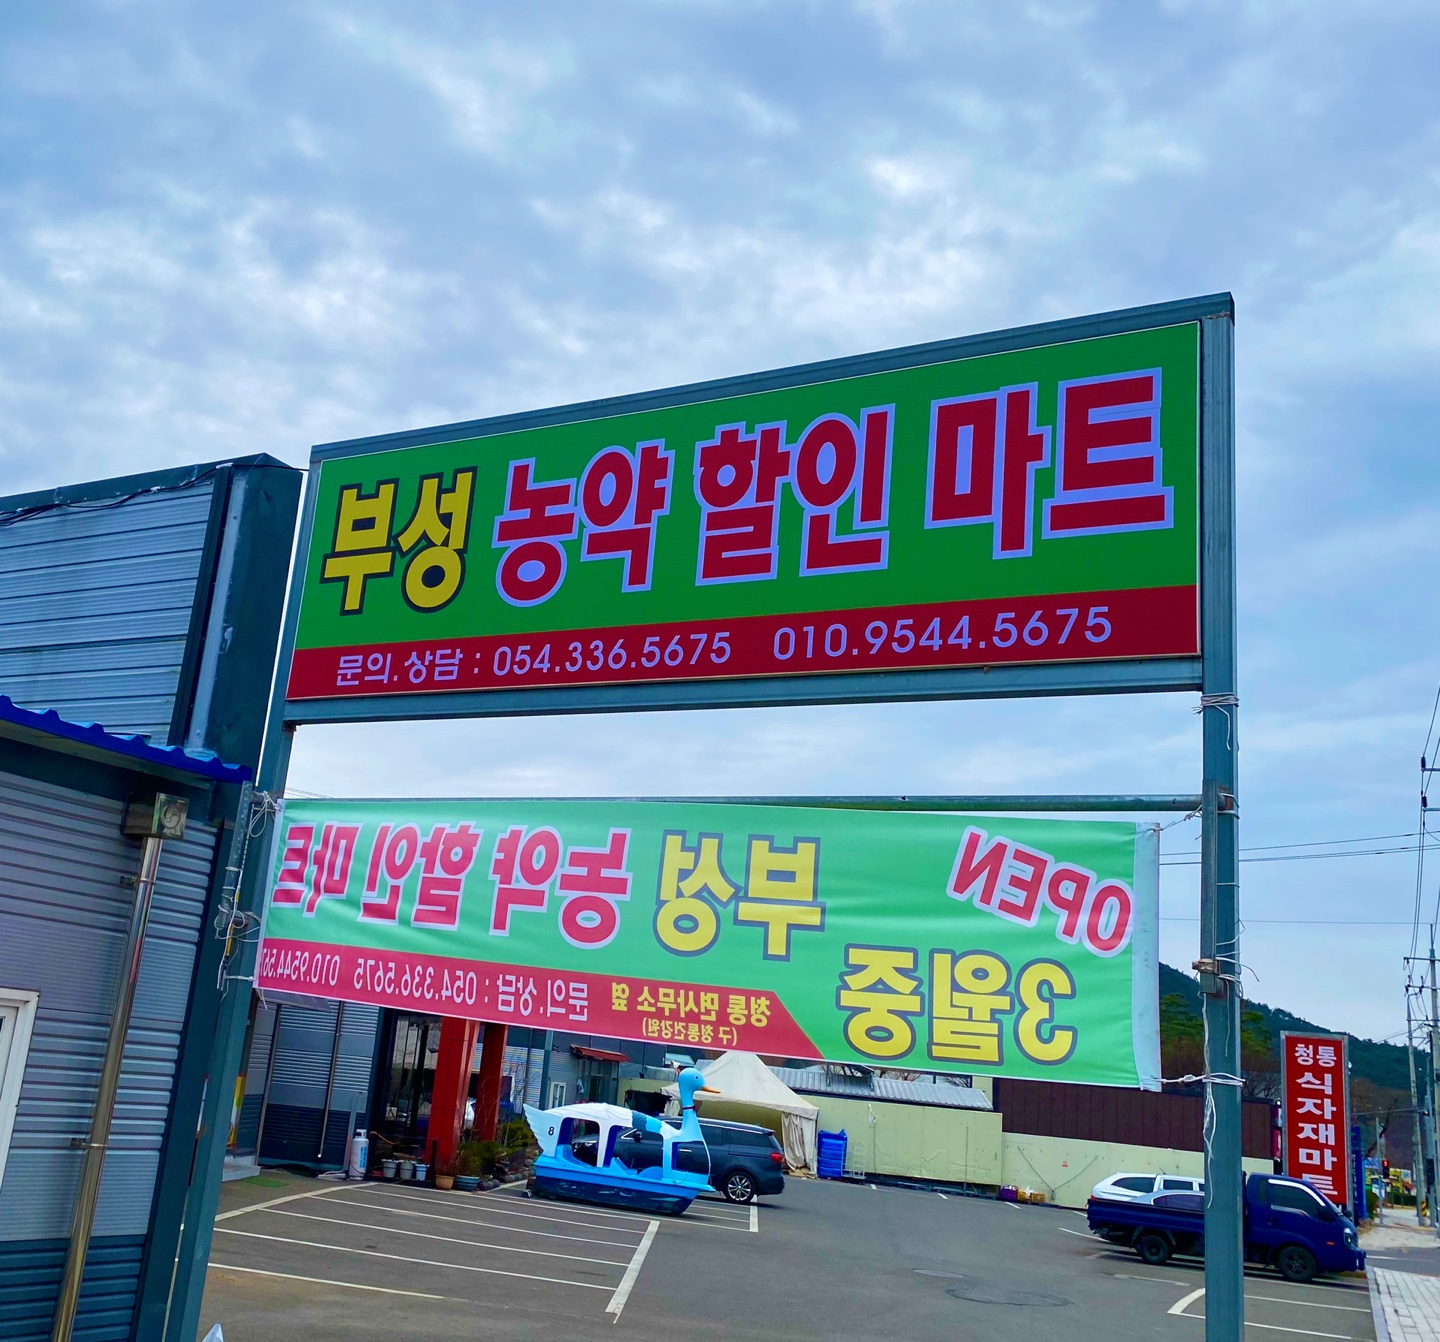 부성 농약 할인 마트
문의.상담 : 054.336.5675 010.9544.5675
OPEN
3월중
부성 농약 할인 마트
청통 면사무소 옆
(구 청통건강원)
문의.상담 : 054.336.5675 010.9544.567
8
청통
식자재마트